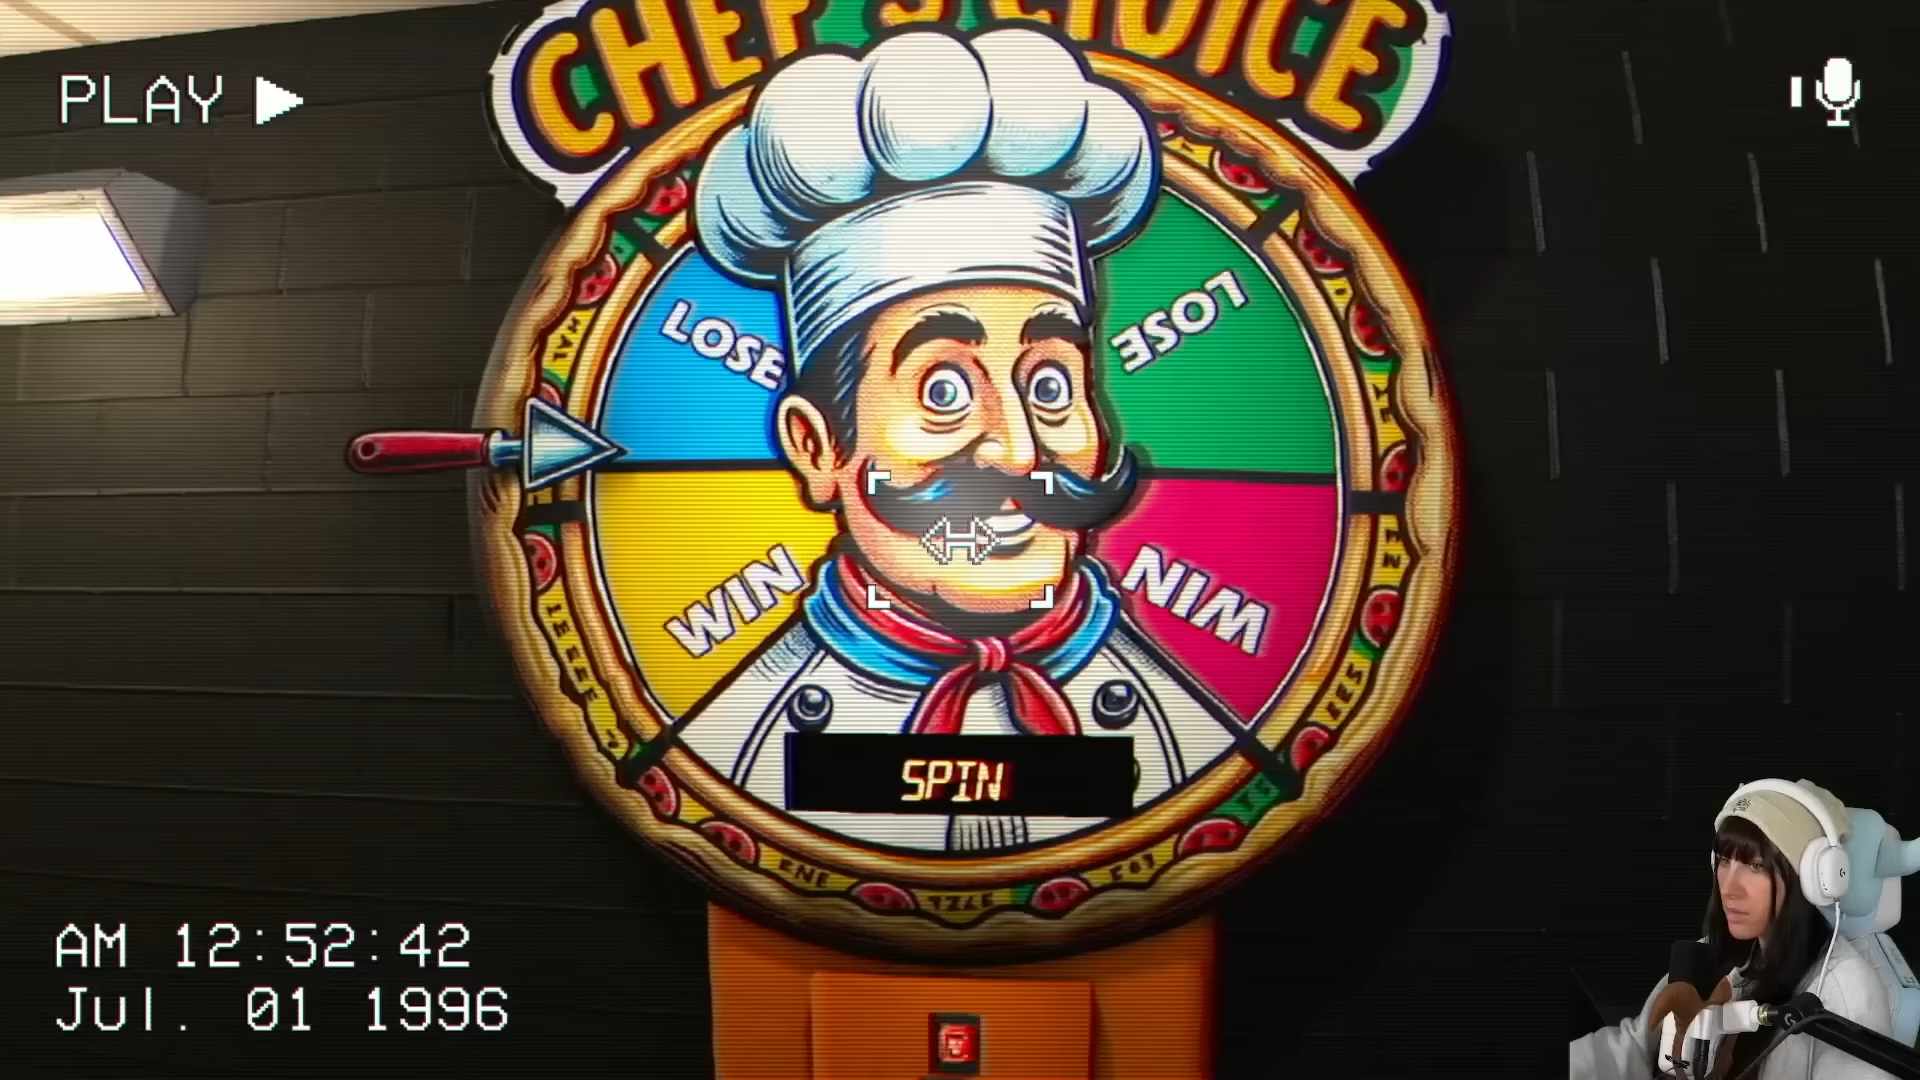 CHEF'S CHOICE
PLAY
LOSE
LOSE
WIN
WIN
SPIN
AM 12:52:42
Jul. 01 1996